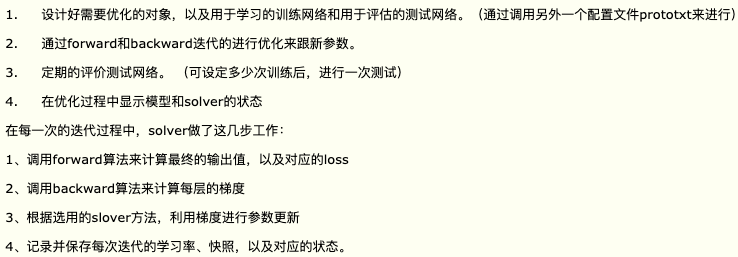 1.	设计好需要优化的对象，以及用于学习的训练网络和用于评估的测试网络。（通过调用另外一个配置文件prototxt来进行)
2.	通过forward和backward迭代的进行优化来跟新参数。
3.	定期的评价测试网络。 （可设定多少次训练后，进行一次测试）
4.	在优化过程中显示模型和solver的状态
在每一次的迭代过程中，solver做了这几步工作：
1、调用forward算法来计算最终的输出值，以及对应的loss
2、调用backward算法来计算每层的梯度
3、根据选用的slover方法，利用梯度进行参数更新
4、记录并保存每次迭代的学习率、快照，以及对应的状态。